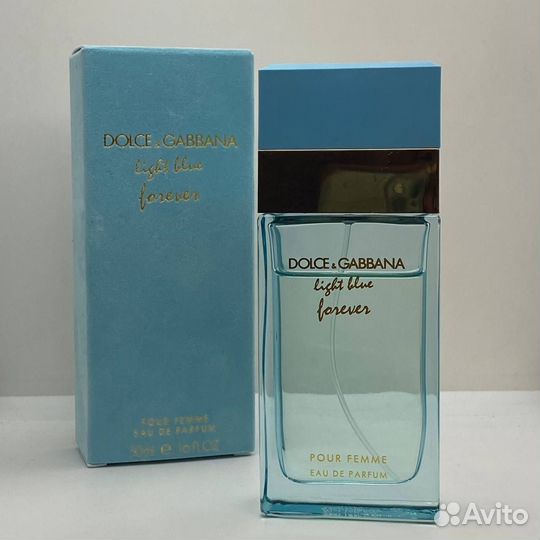 DOLCE & GABBANA
light blue
forever
POUR FEMME
EAU DE PARFUM
50ml ℮ 1.6 FL.OZ
DOLCE & GABBANA
light blue
forever
POUR FEMME
EAU DE PARFUM
Avito